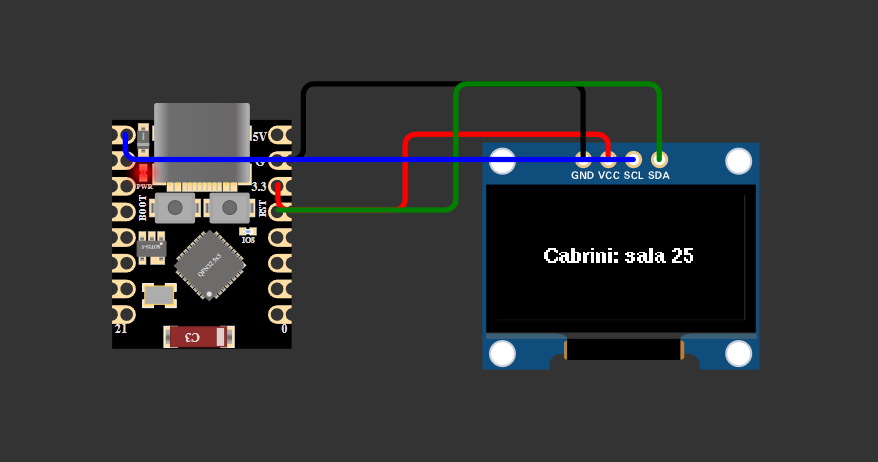 5V
G
PWR
3.3
BOOT
RST
IO8
QFN32.5x5
21
C3
0
GND VCC SCL SDA
Cabrini: sala 25